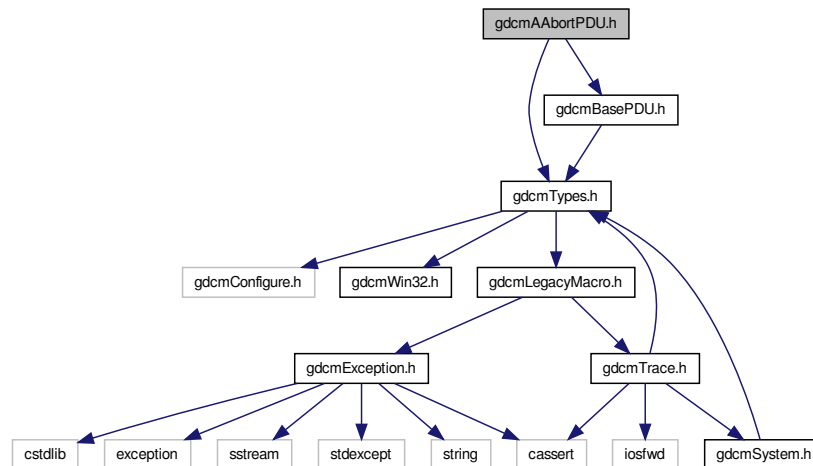 gdcmAAbortPDU.h
gdcmBasePDU.h
gdcmTypes.h
gdcmConfigure.h
gdcmWin32.h
gdcmLegacyMacro.h
gdcmException.h
gdcmTrace.h
cstdlib
exception
sstream
stdexcept
string
cassert
iosfwd
gdcmSystem.h